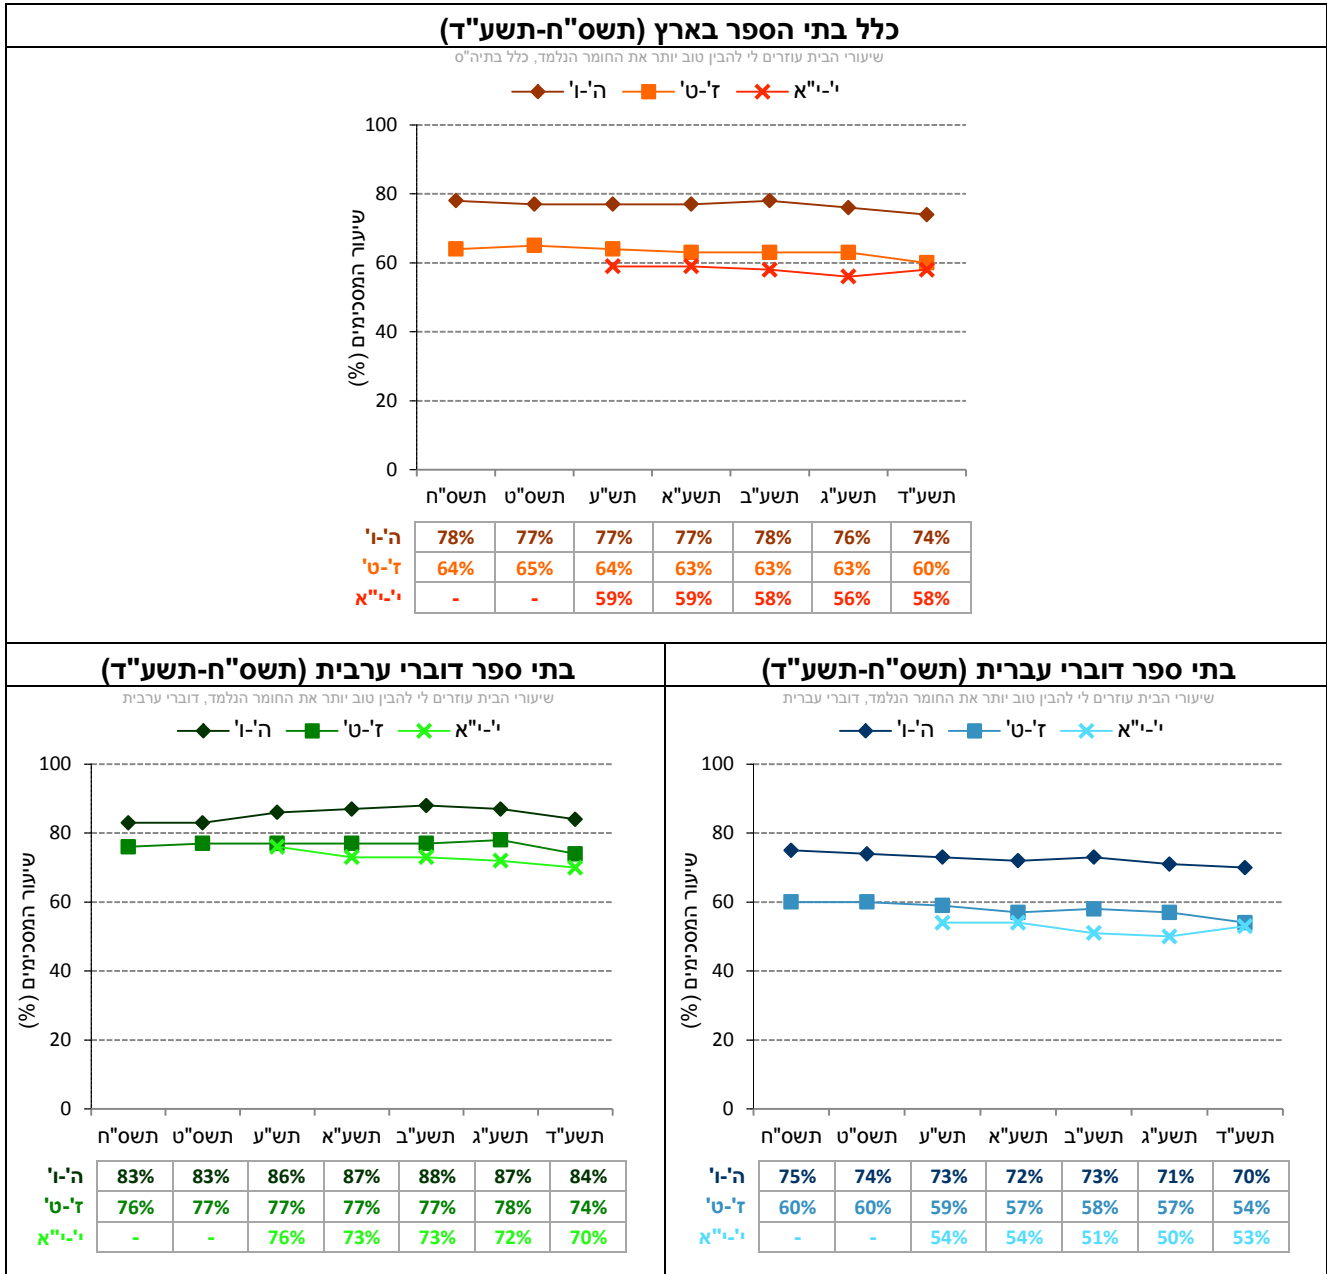 כלל בתי הספר בארץ (תשס"ח-תשע"ד)
שיעורי הבית עוזרים לי להבין טוב יותר את החומר הנלמד, כלל בתיה"ס
ה'-ו' ז'-ט' י'-י"א
שיעור המסכימים (%)
100
80
60
40
20
0
תשס"ח תשס"ט תש"ע תשע"א תשע"ב תשע"ג תשע"ד
ה'-ו' 78% 77% 77% 77% 78% 76% 74%
ז'-ט' 64% 65% 64% 63% 63% 63% 60%
י'-י"א - - 59% 59% 58% 56% 58%
בתי ספר דוברי עברית (תשס"ח-תשע"ד)
שיעורי הבית עוזרים לי להבין טוב יותר את החומר הנלמד, דוברי עברית
ה'-ו' ז'-ט' י'-י"א
שיעור המסכימים (%)
100
80
60
40
20
0
תשס"ח תשס"ט תש"ע תשע"א תשע"ב תשע"ג תשע"ד
ה'-ו' 75% 74% 73% 72% 73% 71% 70%
ז'-ט' 60% 60% 59% 57% 58% 57% 54%
י'-י"א - - 54% 54% 51% 50% 53%
בתי ספר דוברי ערבית (תשס"ח-תשע"ד)
שיעורי הבית עוזרים לי להבין טוב יותר את החומר הנלמד, דוברי ערבית
ה'-ו' ז'-ט' י'-י"א
שיעור המסכימים (%)
100
80
60
40
20
0
תשס"ח תשס"ט תש"ע תשע"א תשע"ב תשע"ג תשע"ד
ה'-ו' 83% 83% 86% 87% 88% 87% 84%
ז'-ט' 76% 77% 77% 77% 77% 78% 74%
י'-י"א - - 76% 73% 73% 72% 70%